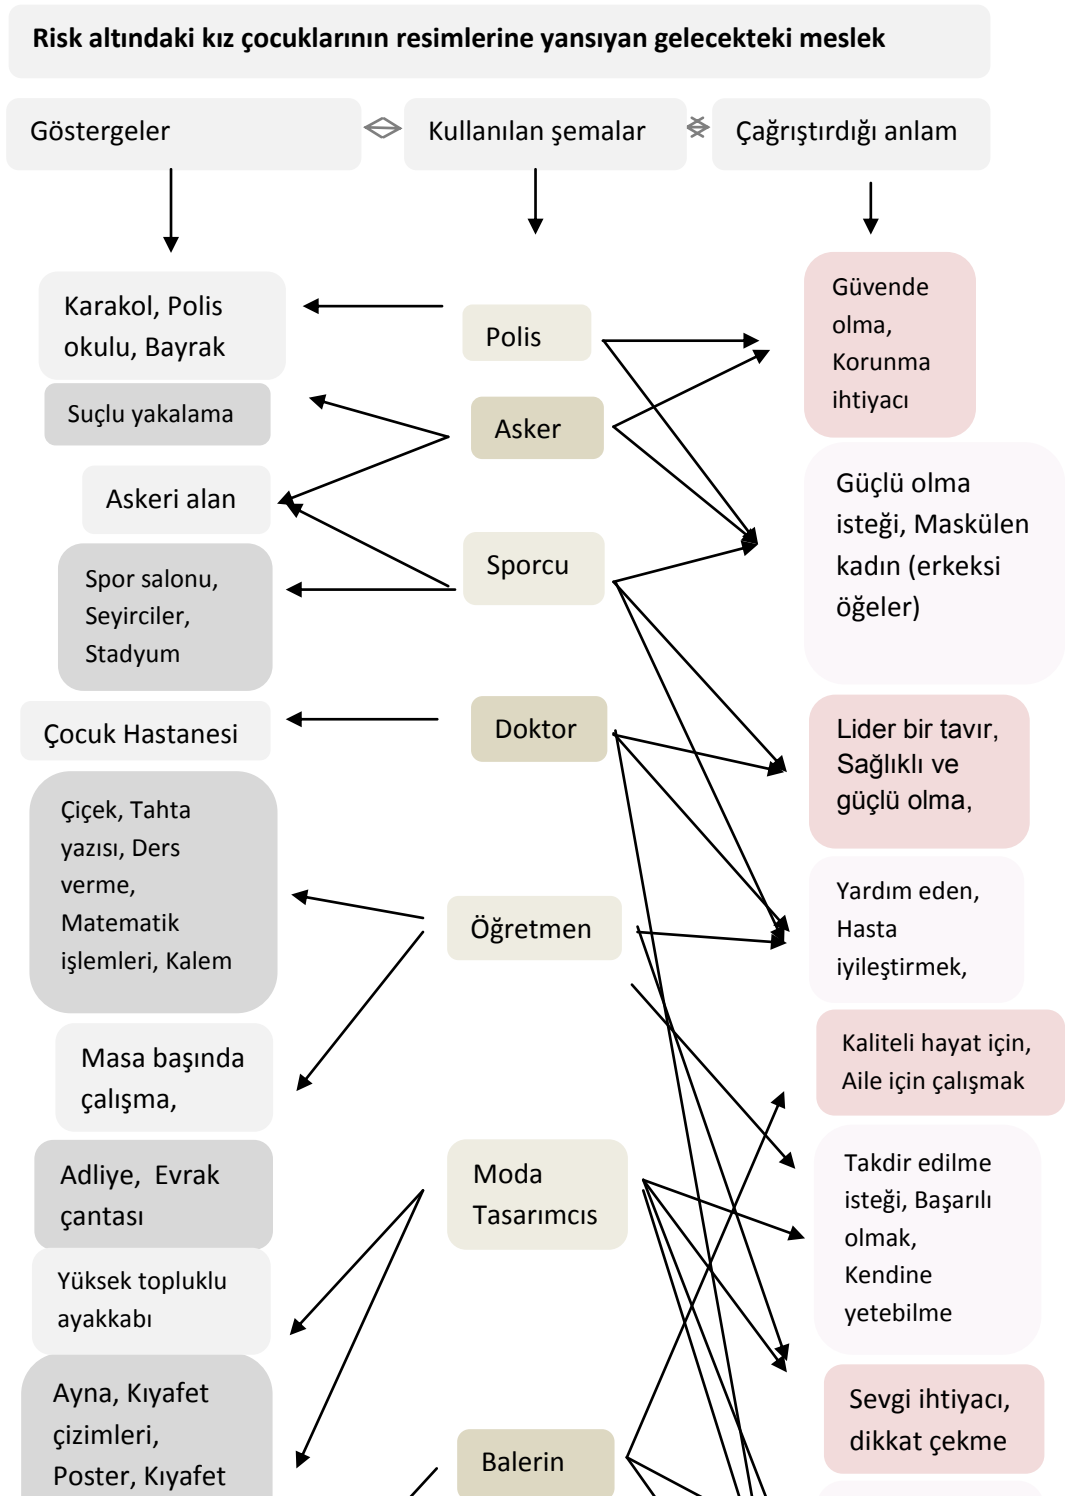 Risk altındaki kız çocuklarının resimlerine yansıyan gelecekteki meslek
Göstergeler
Kullanılan şemalar
Çağrıştırdığı anlam
Karakol, Polis
okulu, Bayrak
Suçlu yakalama
Askeri alan
Spor salonu,
Seyirciler,
Stadyum
Çocuk Hastanesi
Çiçek, Tahta
yazısı, Ders
verme,
Matematik
işlemleri, Kalem
Masa başında
çalışma,
Adliye, Evrak
çantası
Yüksek topluklu
ayakkabı
Ayna, Kıyafet
çizimleri,
Poster, Kıyafet
Polis
Asker
Sporcu
Doktor
Öğretmen
Moda
Tasarımcıs
Balerin
Güvende
olma,
Korunma
ihtiyacı
Güçlü olma
isteği, Maskülen
kadın (erkeksi
öğeler)
Lider bir tavır,
Sağlıklı ve
güçlü olma,
Yardım eden,
Hasta
iyileştirmek,
Kaliteli hayat için,
Aile için çalışmak
Takdir edilme
isteği, Başarılı
olmak,
Kendine
yetebilme
Sevgi ihtiyacı,
dikkat çekme